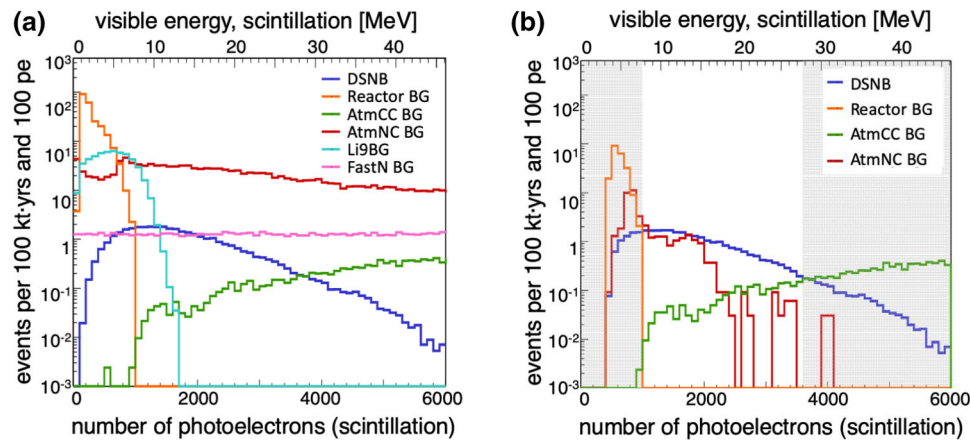 (a)
visible energy, scintillation [MeV]
0 10 20 30 40
events per 100 kt·yrs and 100 pe
10³
10²
10¹
1
10⁻¹
10⁻²
10⁻³
DSNB
Reactor BG
AtmCC BG
AtmNC BG
Li9BG
FastN BG
0 2000 4000 6000
number of photoelectrons (scintillation)
(b)
visible energy, scintillation [MeV]
0 10 20 30 40
events per 100 kt·yrs and 100 pe
10³
10²
10¹
1
10⁻¹
10⁻²
10⁻³
DSNB
Reactor BG
AtmCC BG
AtmNC BG
0 2000 4000 6000
number of photoelectrons (scintillation)